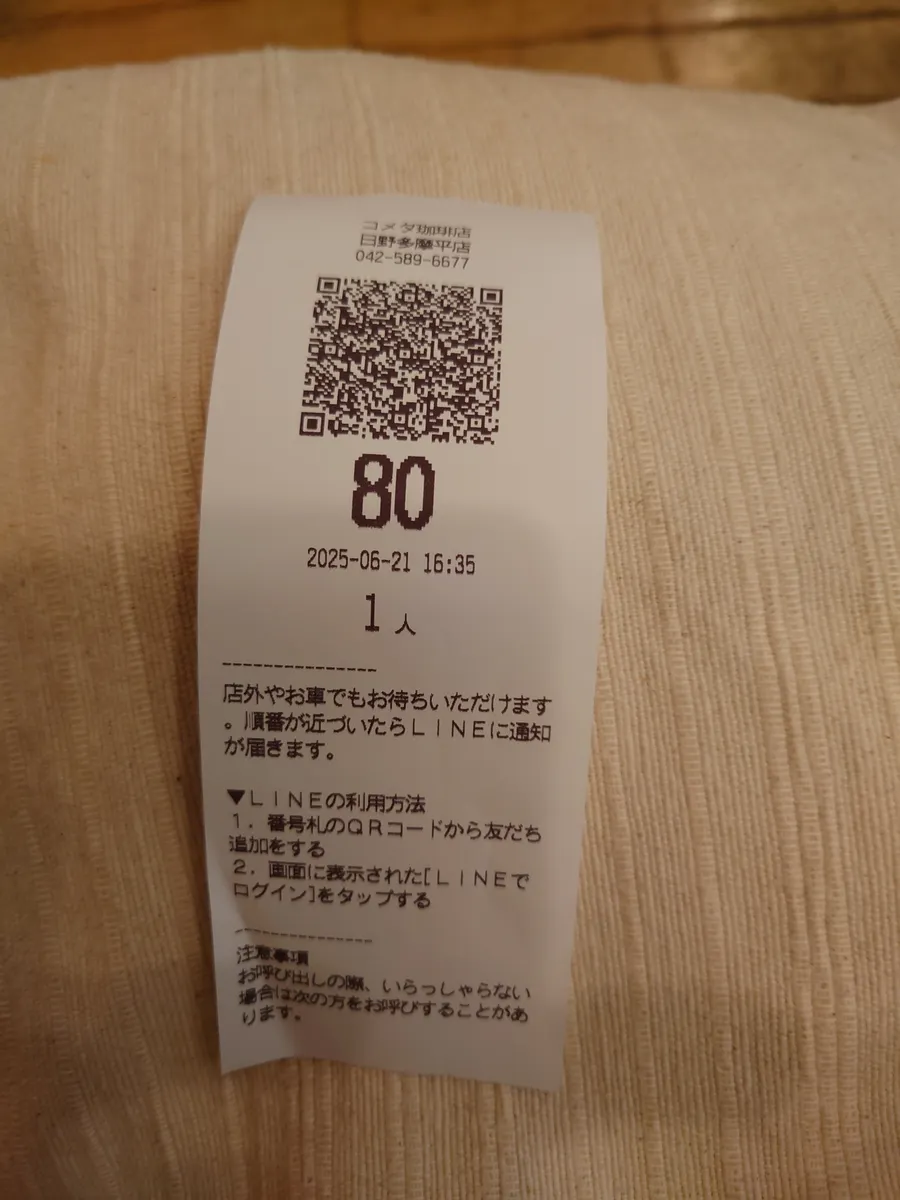 コメダ珈琲店
日野多摩平店
042-589-6677
80
2025-06-21 16:35
1人
---------------
店外やお車でもお待ちいただけます
。順番が近づいたらＬＩＮＥに通知
が届きます。
▼ＬＩＮＥの利用方法
１．番号札のＱＲコードから友だち
追加をする
２．画面に表示された[ＬＩＮＥで
ログイン]をタップする
---------------
注意事項
お呼び出しの際、いらっしゃらない
場合は次の方をお呼びすることがあ
ります。